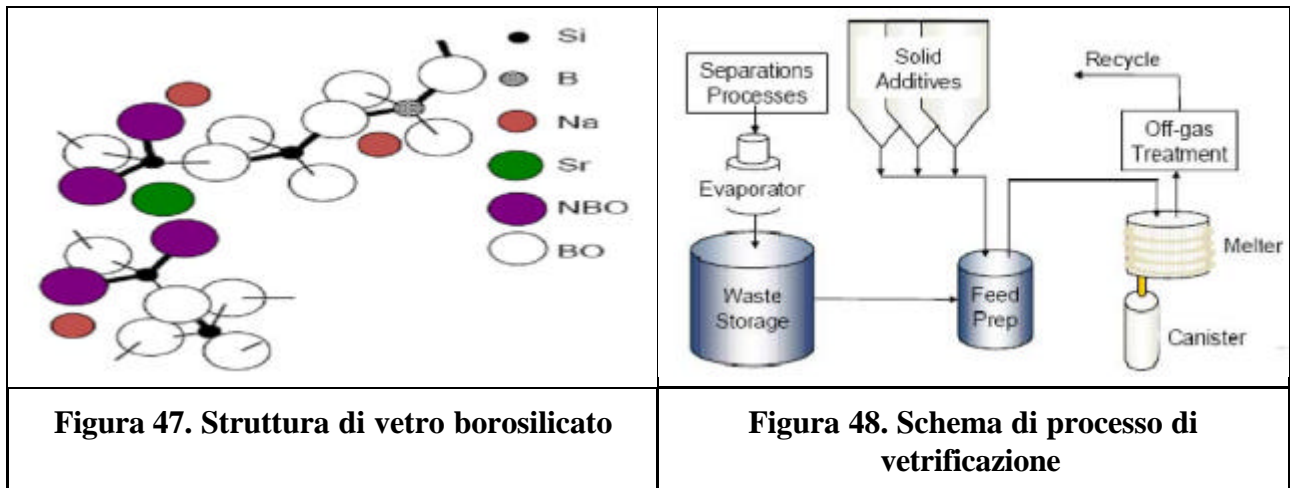 Si
B
Na
Sr
NBO
BO
Separations
Processes
Evaporator
Waste
Storage
Solid
Additives
Feed
Prep
Recycle
Off-gas
Treatment
Melter
Canister
Figura 47. Struttura di vetro borosilicato
Figura 48. Schema di processo di
vetrificazione